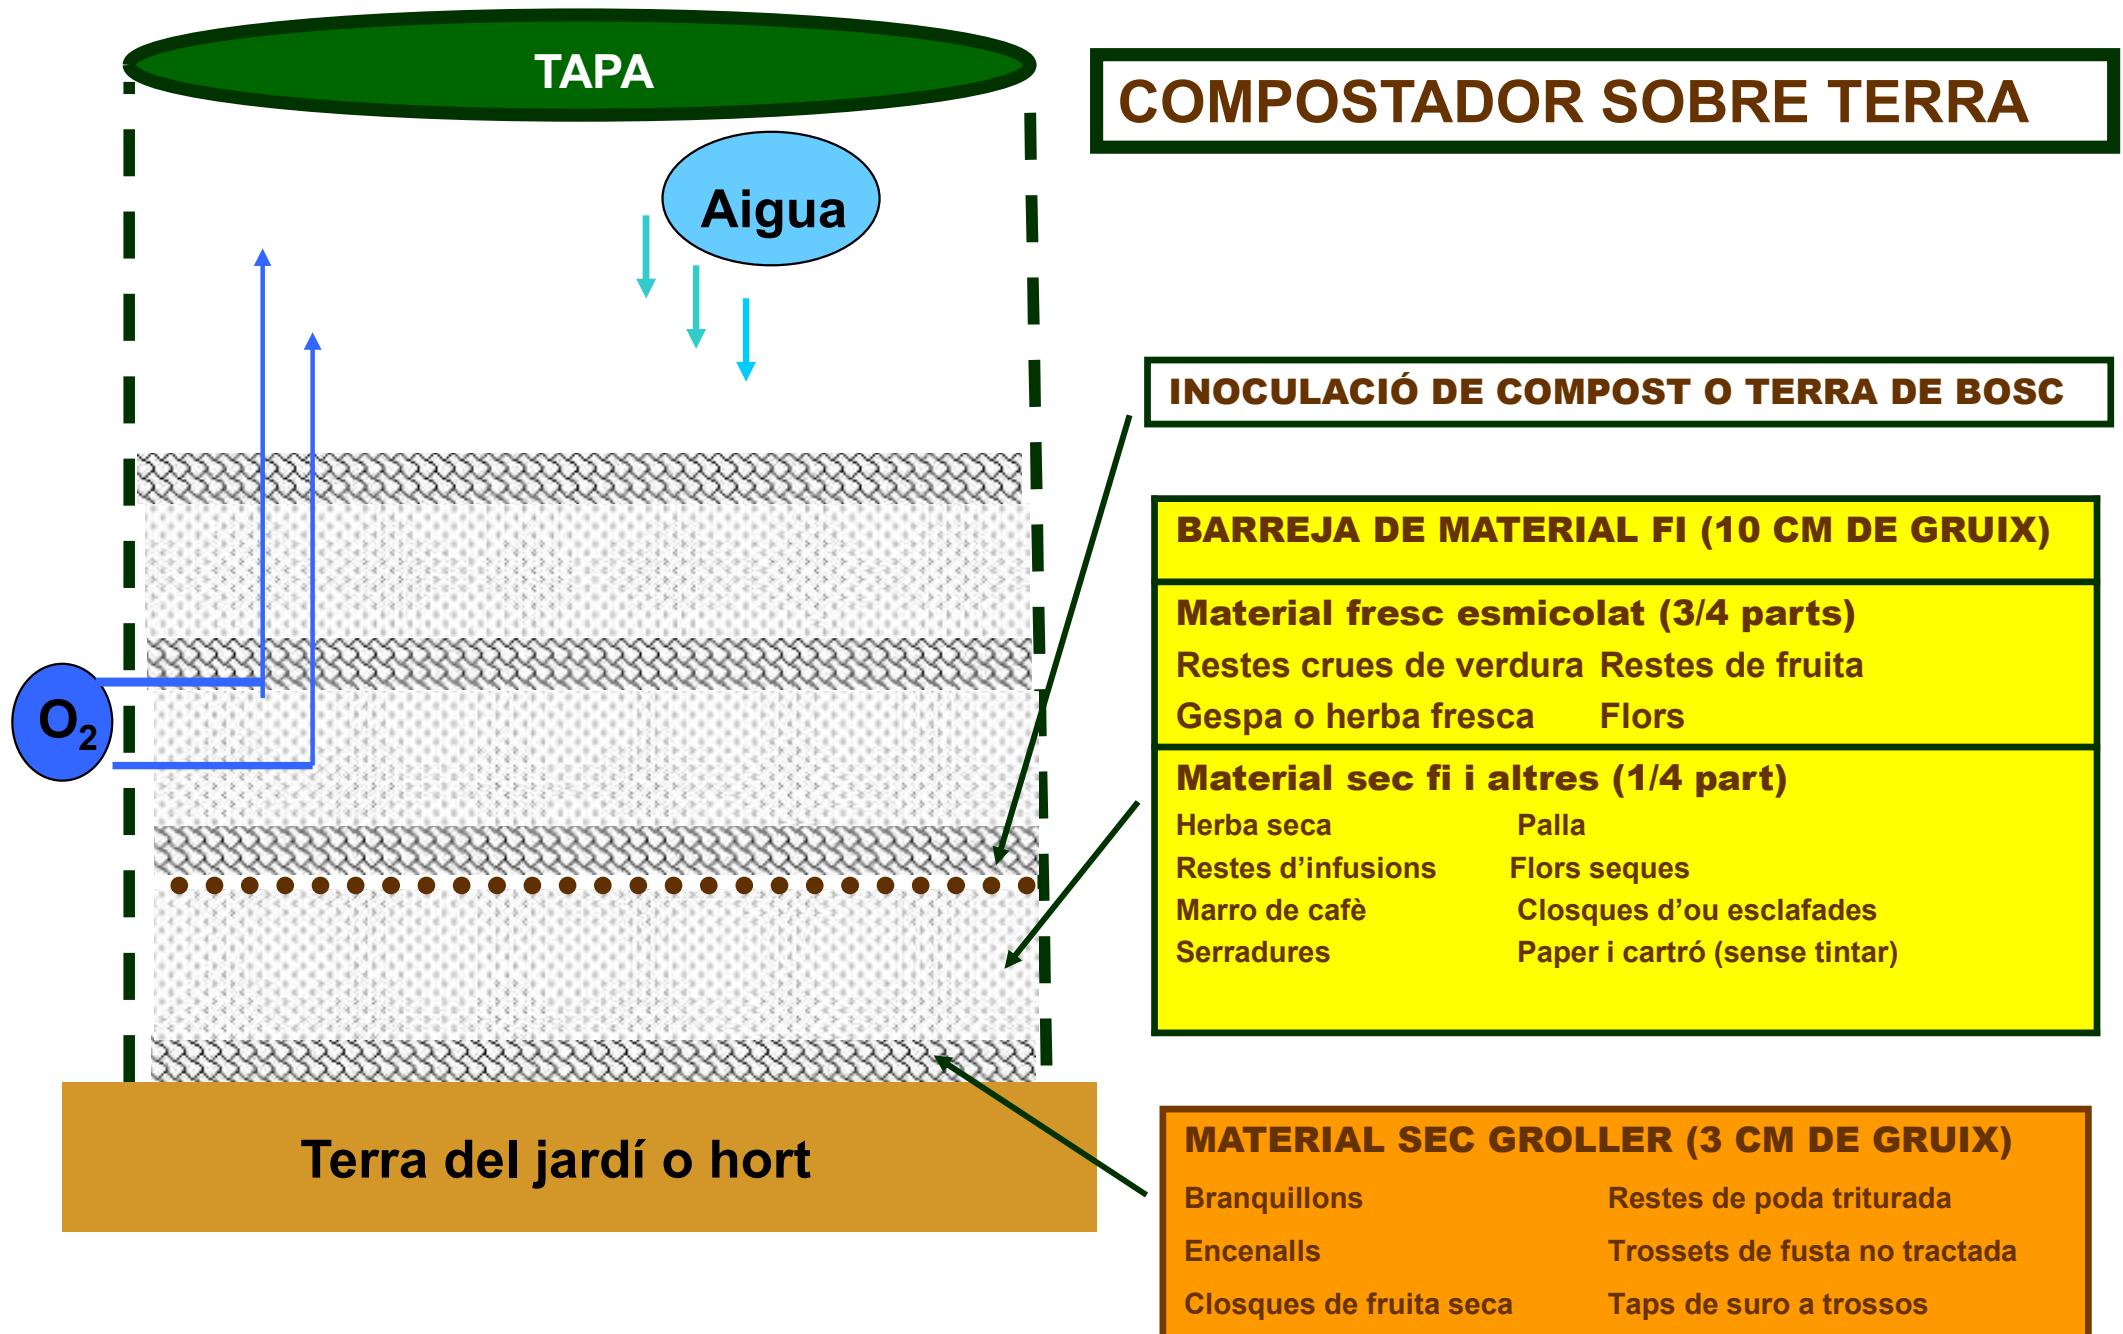 TAPA
COMPOSTADOR SOBRE TERRA
Aigua
INOCULACIÓ DE COMPOST O TERRA DE BOSC
BARREJA DE MATERIAL FI (10 CM DE GRUIX)
Material fresc esmicolat (3/4 parts)
Restes crues de verdura Restes de fruita
Gespa o herba fresca Flors
O2
Material sec fi i altres (1/4 part)
Herba seca Palla
Restes d’infusions Flors seques
Marro de cafè Closques d’ou esclafades
Serradures Paper i cartró (sense tintar)
Terra del jardí o hort
MATERIAL SEC GROLLER (3 CM DE GRUIX)
Branquillons Restes de poda triturada
Encenalls Trossets de fusta no tractada
Closques de fruita seca Taps de suro a trossos